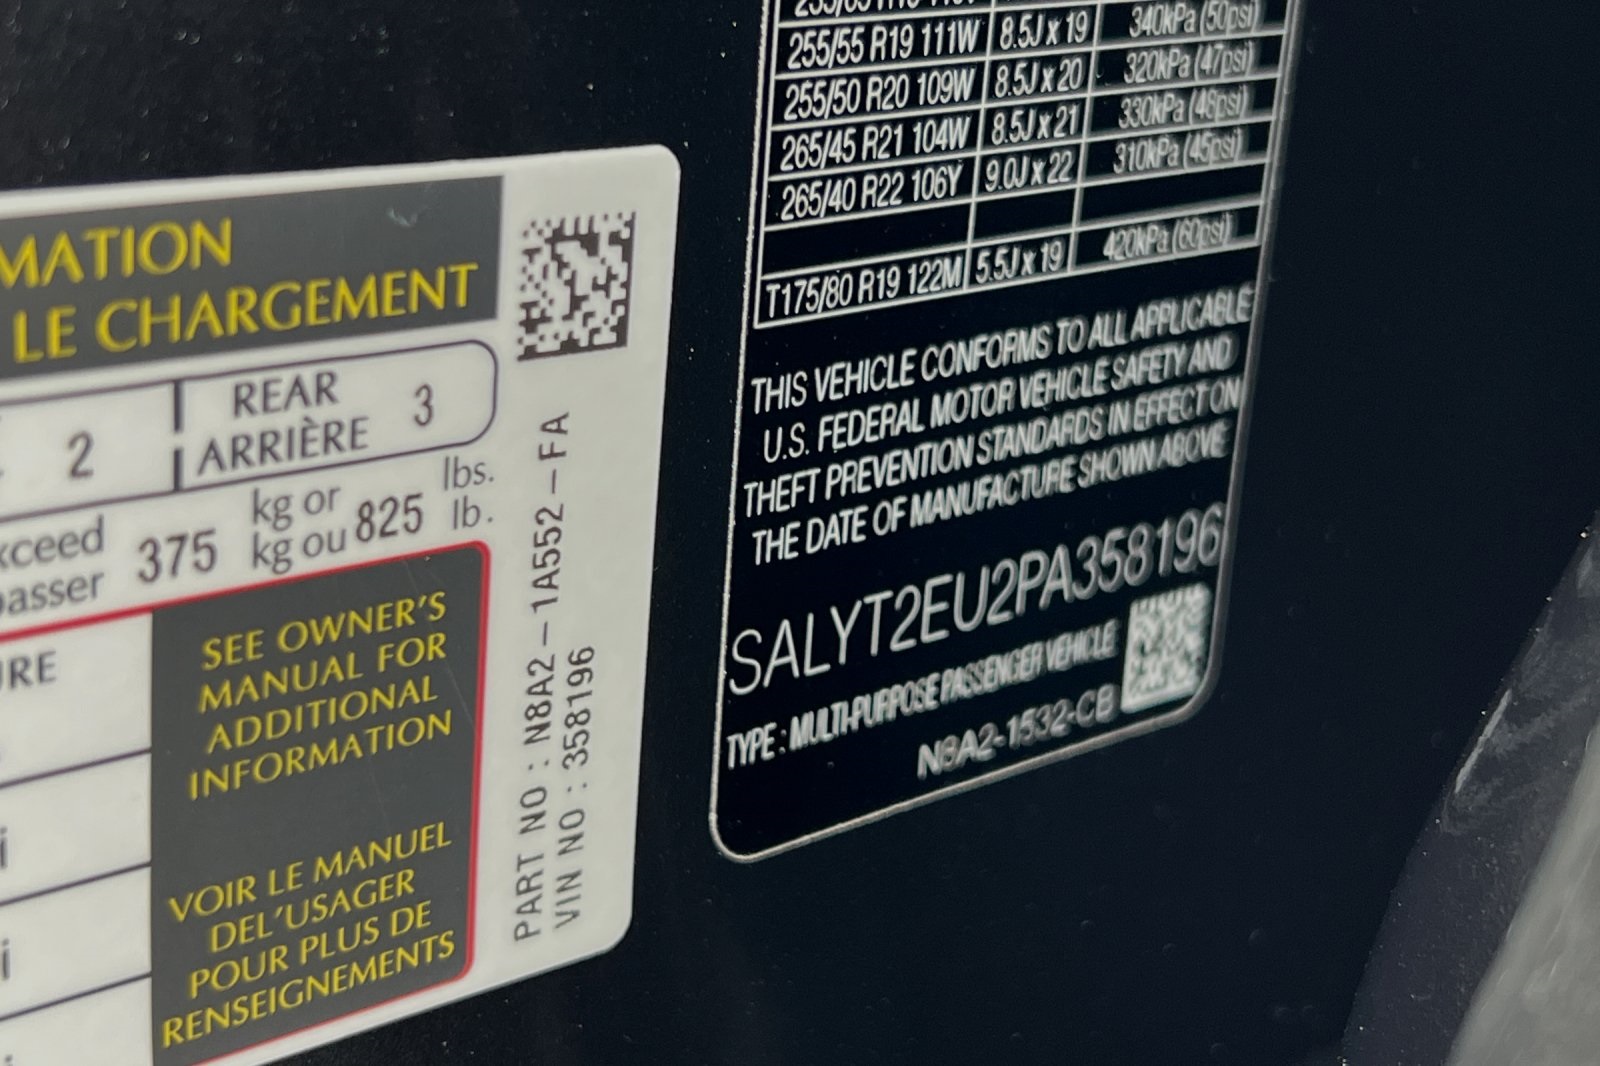 MATION
LE CHARGEMENT
2
REAR
ARRIÈRE
3
xceed
passer
375
kg or
kg ou
825
lbs.
lb.
URE
SEE OWNER'S
MANUAL FOR
ADDITIONAL
INFORMATION
VOIR LE MANUEL
DEL'USAGER
POUR PLUS DE
RENSEIGNEMENTS
PART NO : N8A2-1A552-FA
VIN NO : 358196
255/55 R19 111W 8.5J x 19 340kPa (50psi)
255/50 R20 109W 8.5J x 20 320kPa (47psi)
265/45 R21 104W 8.5J x 21 330kPa (48psi)
265/40 R22 106Y 9.0J x 22 310kPa (45psi)
T175/80 R19 122M 5.5J x 19 420kPa (60psi)
THIS VEHICLE CONFORMS TO ALL APPLICABLE
U.S. FEDERAL MOTOR VEHICLE SAFETY AND
THEFT PREVENTION STANDARDS IN EFFECT ON
THE DATE OF MANUFACTURE SHOWN ABOVE
SALYT2EU2PA358196
TYPE : MULTI-PURPOSE PASSENGER VEHICLE
N8A2-1532-CB